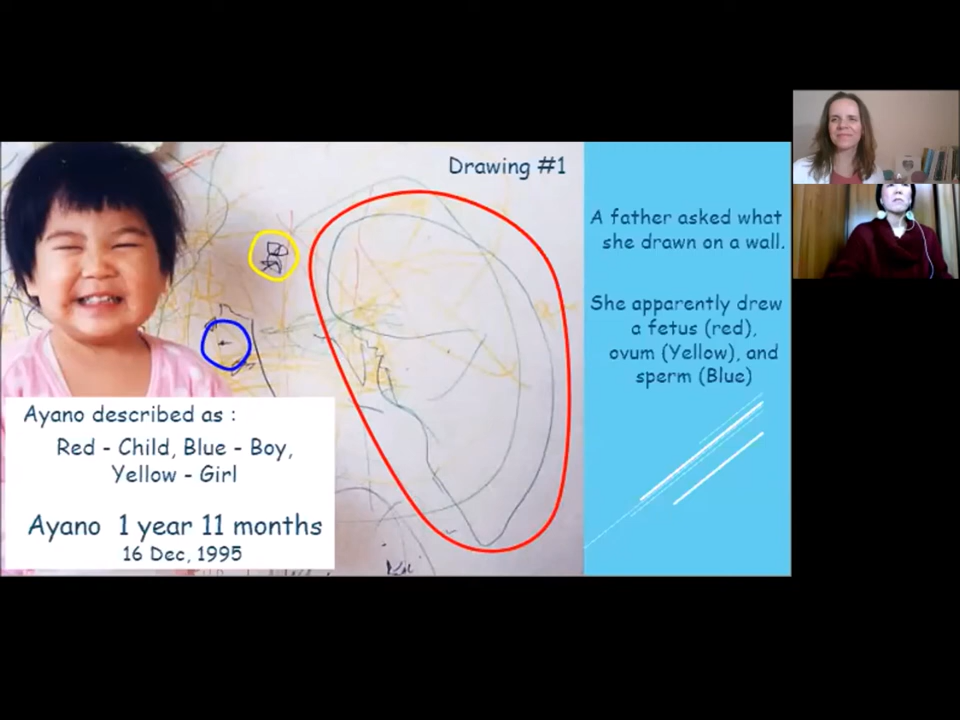 Drawing #1
A father asked what
she drawn on a wall.
She apparently drew
a fetus (red),
ovum (Yellow), and
sperm (Blue)
Ayano described as :
Red - Child, Blue - Boy,
Yellow - Girl
Ayano 1 year 11 months
16 Dec, 1995